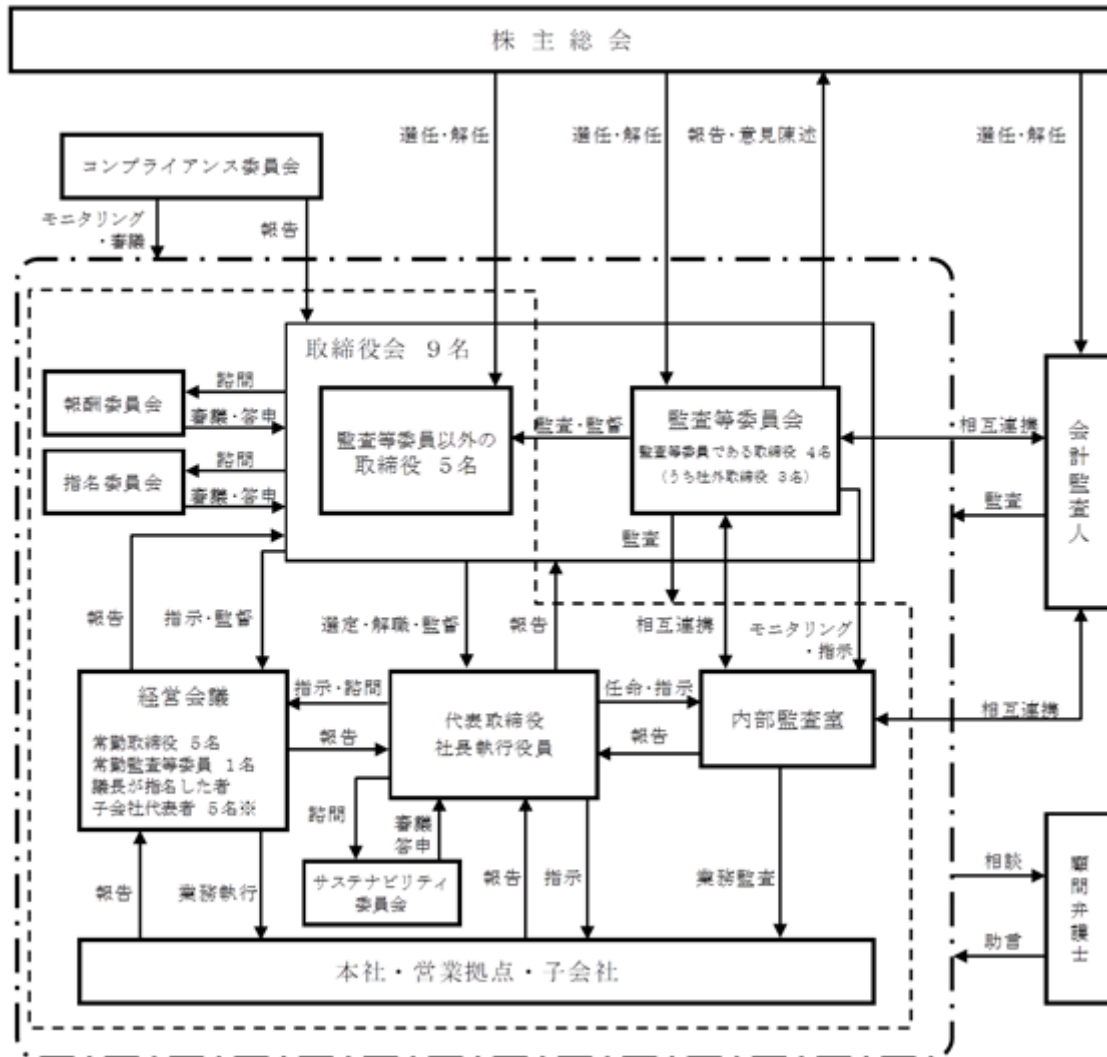 株主総会
選任・解任
選任・解任
報告・意見陳述
選任・解任
コンプライアンス委員会
モニタリング
・審議
報告
取締役会 9名
報酬委員会
諮問
審議・答申
指名委員会
諮問
審議・答申
監査等委員以外の
取締役 5名
監査・監督
監査等委員会
監査等委員である取締役 4名
(うち社外取締役 3名)
相互連携
監査
会計監査人
監査
報告
指示・監督
選定・解職・監督
報告
相互連携
モニタリング
・指示
経営会議
常勤取締役 5名
常勤監査等委員 1名
議長が指名した者
子会社代表者 5名※
指示・諮問
報告
代表取締役
社長執行役員
任命・指示
報告
内部監査室
相互連携
諮問
審議
答申
サステナビリティ
委員会
報告
業務執行
報告
指示
業務監査
相談
助言
顧問弁護士
本社・営業拠点・子会社